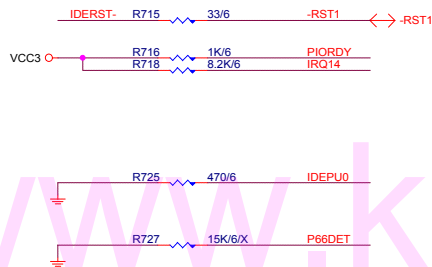 IDERST- R715 33/6 -RST1 -RST1
VCC3 R716 1K/6 PIORDY
R718 8.2K/6 IRQ14
R725 470/6 IDEPU0
R727 15K/6/X P66DET
www.k